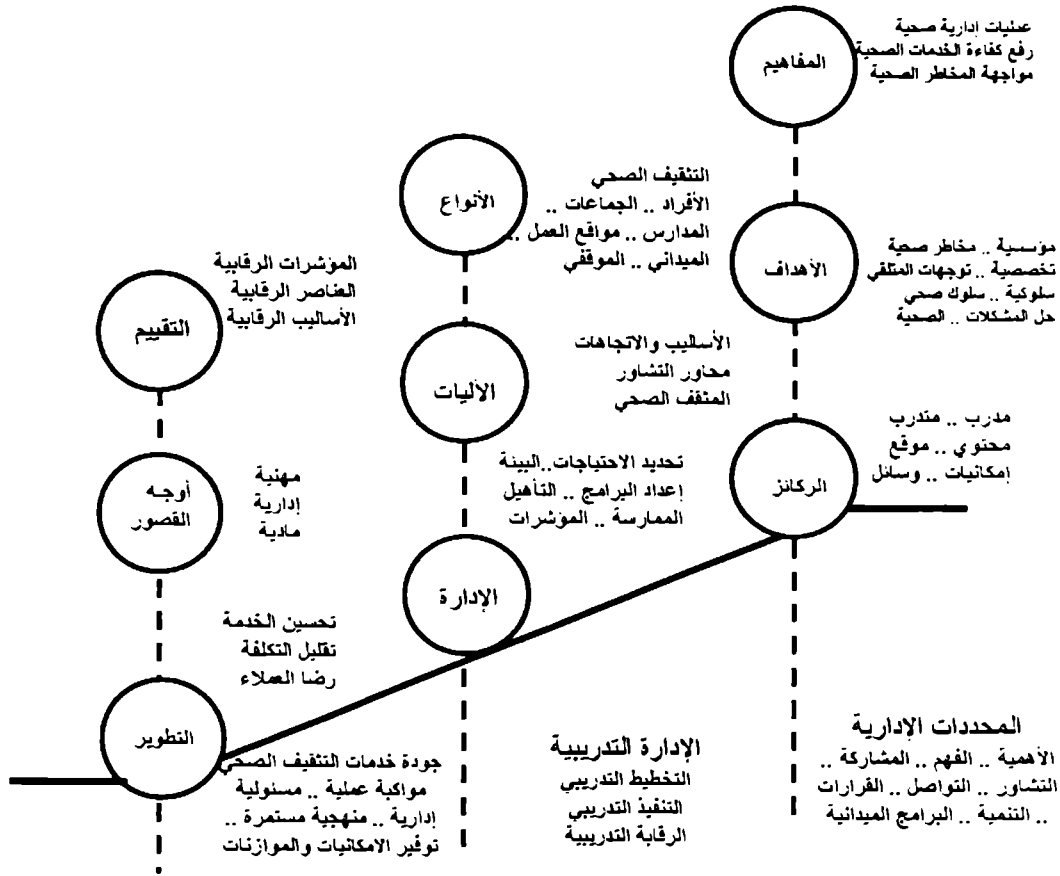 المفاهيم
عمليات إدارية صحية
رفع كفاءة الخدمات الصحية
مواجهة المخاطر الصحية
الأهداف
مؤسسية .. مخاطر صحية
تخصصية .. توجهات المتلقي
سلوكية .. سلوك صحي
حل المشكلات .. الصحية
الركائز
مدرب .. متدرب
محتوي .. موقع
إمكانيات .. وسائل
المحددات الإدارية
الأهمية .. الفهم .. المشاركة ..
التشاور .. التواصل .. القرارات
.. التنمية .. البرامج الميدانية
الأنواع
التثقيف الصحي
الأفراد .. الجماعات ..
المدارس .. مواقع العمل ..
الميداني .. الموقفي
الأليات
الأساليب والاتجاهات
محاور التشاور
المثقف الصحي
الإدارة
تحديد الاحتياجات..البيئة
إعداد البرامج .. التأهيل
الممارسة .. المؤشرات
الإدارة التدريبية
التخطيط التدريبي
التنفيذ التدريبي
الرقابة التدريبية
التقييم
المؤشرات الرقابية
العناصر الرقابية
الأساليب الرقابية
أوجه
القصور
مهنية
إدارية
مادية
التطوير
تحسين الخدمة
تقليل التكلفة
رضا العملاء
جودة خدمات التثقيف الصحي
مواكبة عملية .. مسئولية
إدارية .. منهجية مستمرة ..
توفير الامكانيات والموازنات